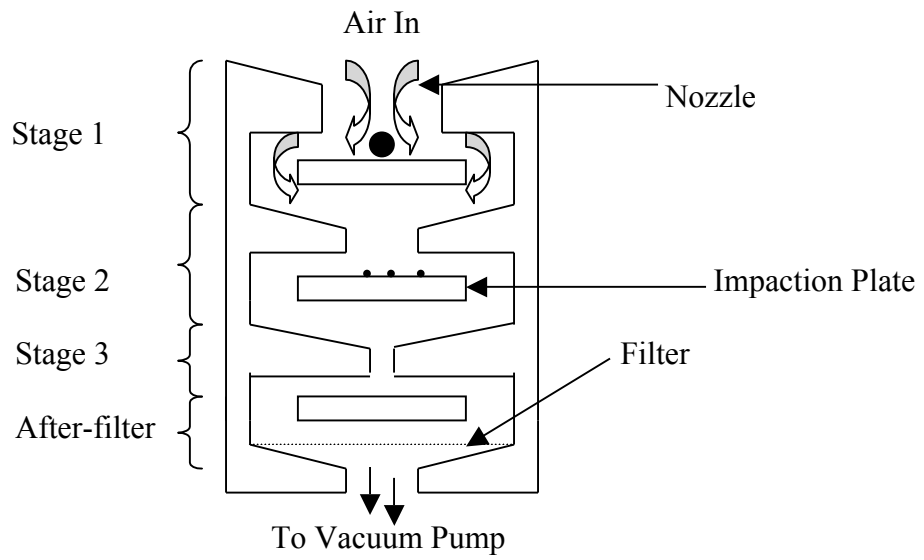 Air In
Nozzle
Stage 1
Stage 2
Impaction Plate
Stage 3
Filter
After-filter
To Vacuum Pump